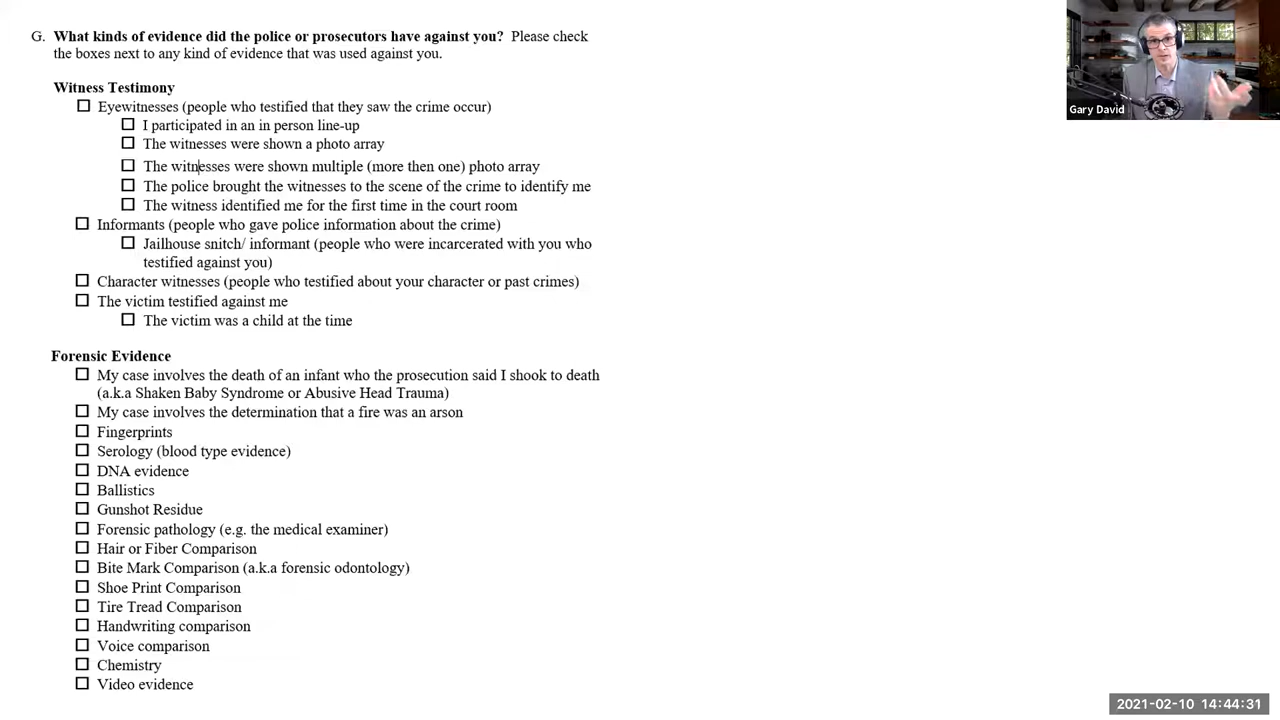 G. What kinds of evidence did the police or prosecutors have against you? Please check
the boxes next to any kind of evidence that was used against you.
Witness Testimony
Eyewitnesses (people who testified that they saw the crime occur)
I participated in an in person line-up
The witnesses were shown a photo array
The witnesses were shown multiple (more then one) photo array
The police brought the witnesses to the scene of the crime to identify me
The witness identified me for the first time in the court room
Informants (people who gave police information about the crime)
Jailhouse snitch/ informant (people who were incarcerated with you who
testified against you)
Character witnesses (people who testified about your character or past crimes)
The victim testified against me
The victim was a child at the time
Forensic Evidence
My case involves the death of an infant who the prosecution said I shook to death
(a.k.a Shaken Baby Syndrome or Abusive Head Trauma)
My case involves the determination that a fire was an arson
Fingerprints
Serology (blood type evidence)
DNA evidence
Ballistics
Gunshot Residue
Forensic pathology (e.g. the medical examiner)
Hair or Fiber Comparison
Bite Mark Comparison (a.k.a forensic odontology)
Shoe Print Comparison
Tire Tread Comparison
Handwriting comparison
Voice comparison
Chemistry
Video evidence
Gary David
2021-02-10 14:44:31